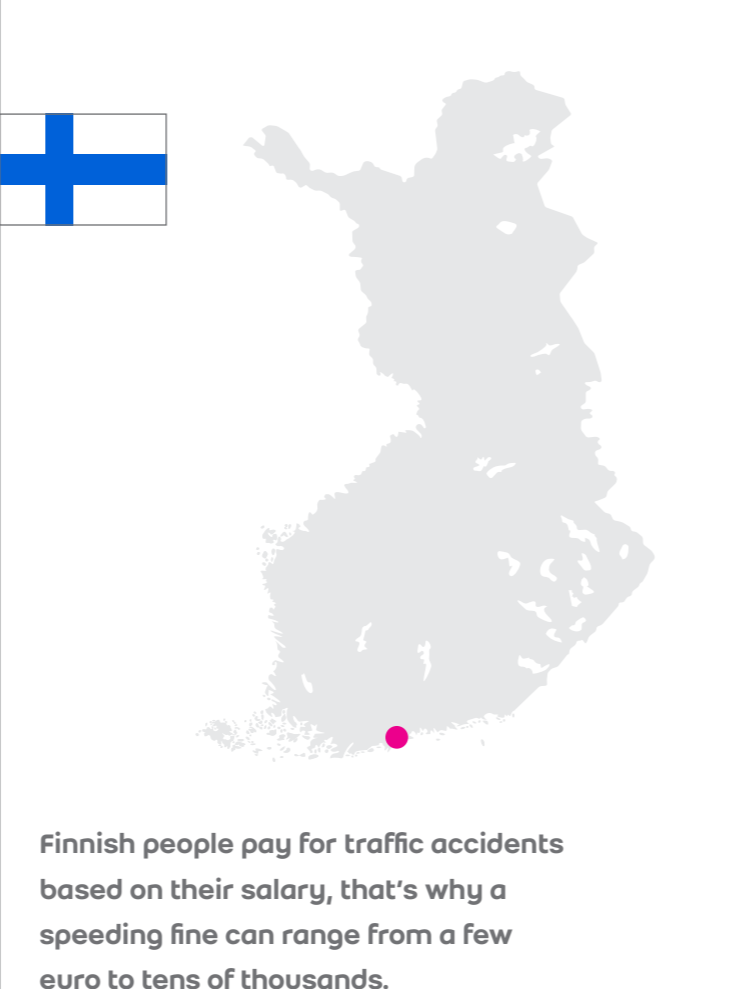 Finnish people pay for traffic accidents
based on their salary, that's why a
speeding fine can range from a few
euro to tens of thousands.